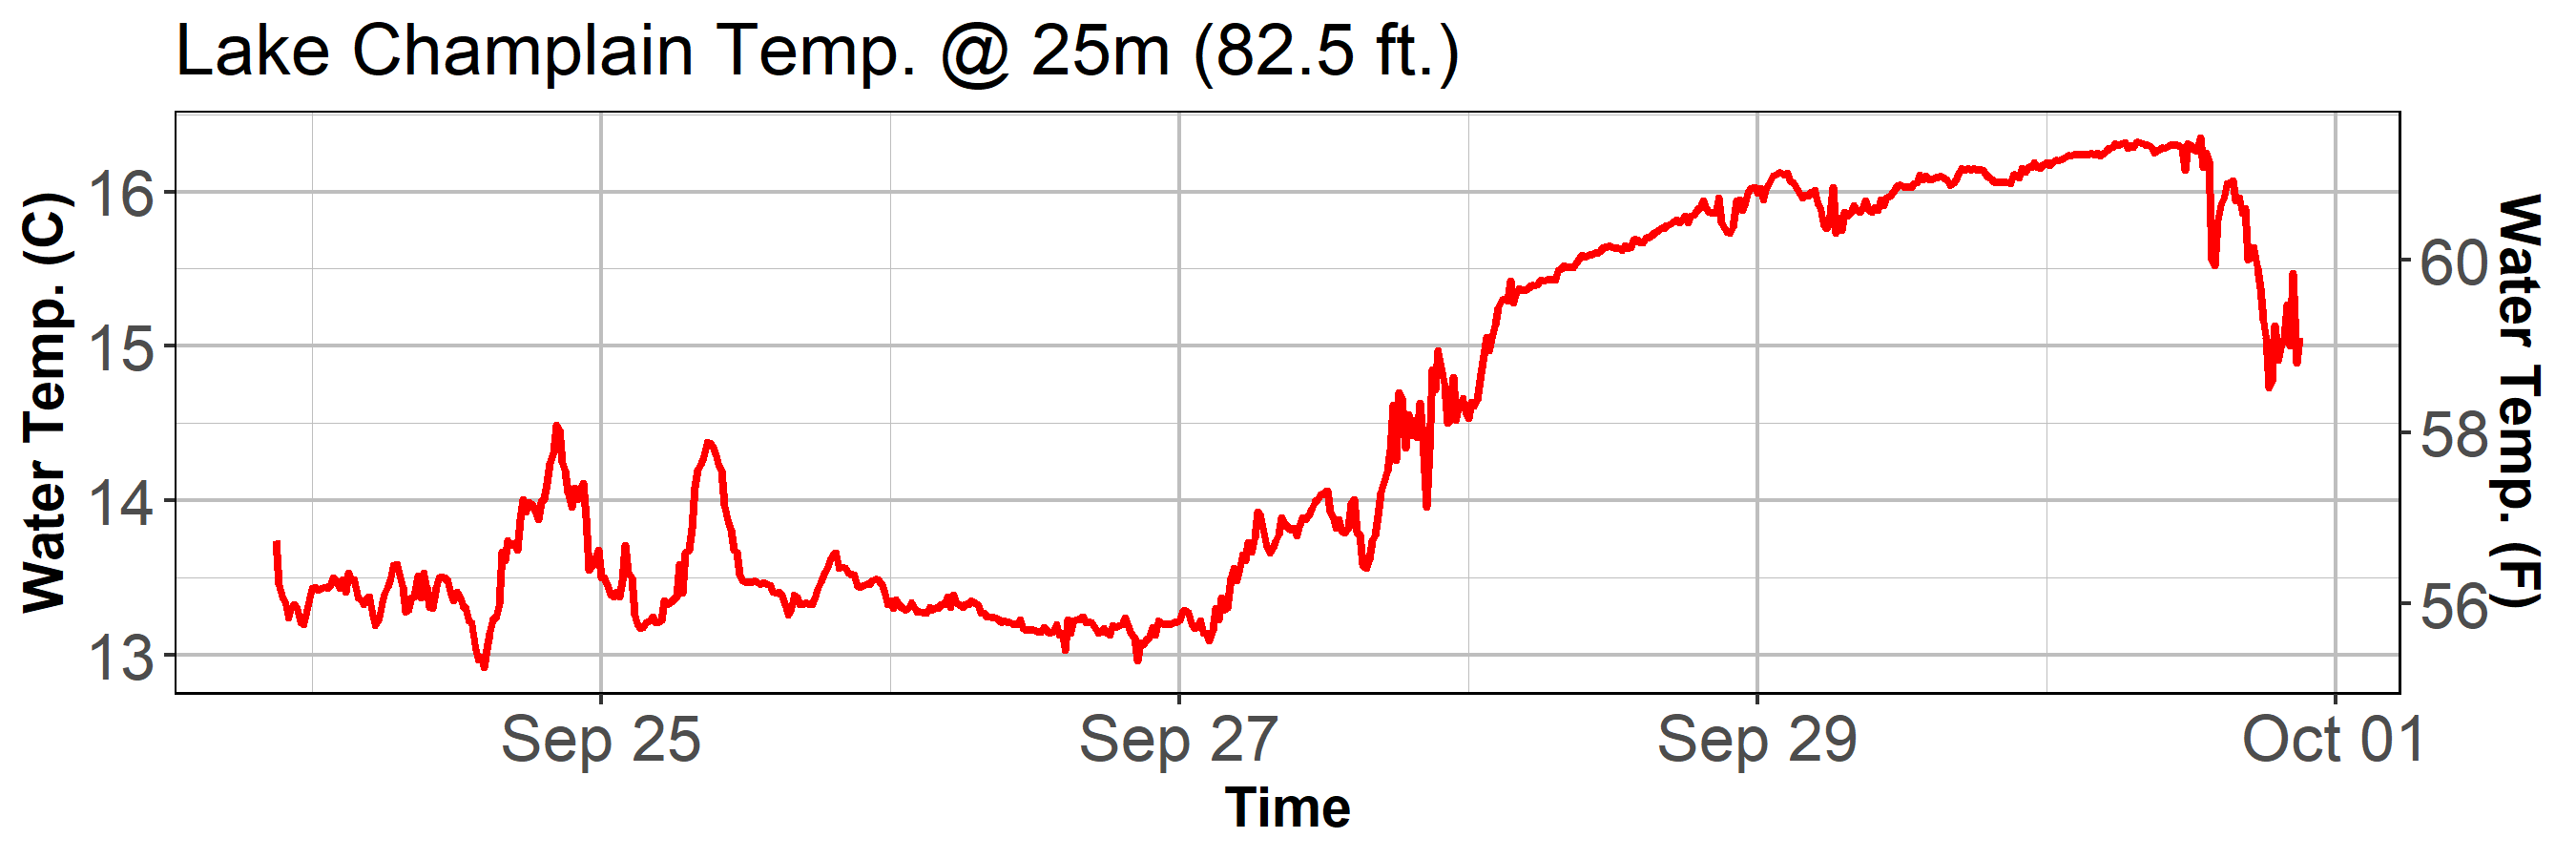 Lake Champlain Temp. @ 25m (82.5 ft.)
Water Temp. (C)
16
15
14
13
60
58
56
Water Temp. (F)
Sep 25
Sep 27
Sep 29
Oct 01
Time